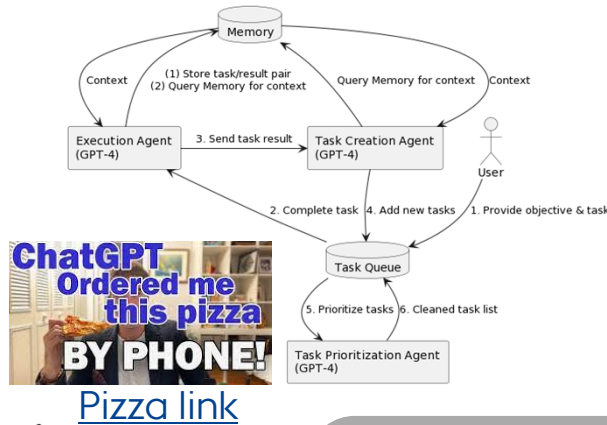 Memory
Context
(1) Store task/result pair
(2) Query Memory for context
Query Memory for context
Context
Execution Agent
(GPT-4)
3. Send task result
Task Creation Agent
(GPT-4)
User
2. Complete task
4. Add new tasks
1. Provide objective & task
Task Queue
5. Prioritize tasks
6. Cleaned task list
Task Prioritization Agent
(GPT-4)
ChatGPT
Ordered me
this pizza
BY PHONE!
Pizza link